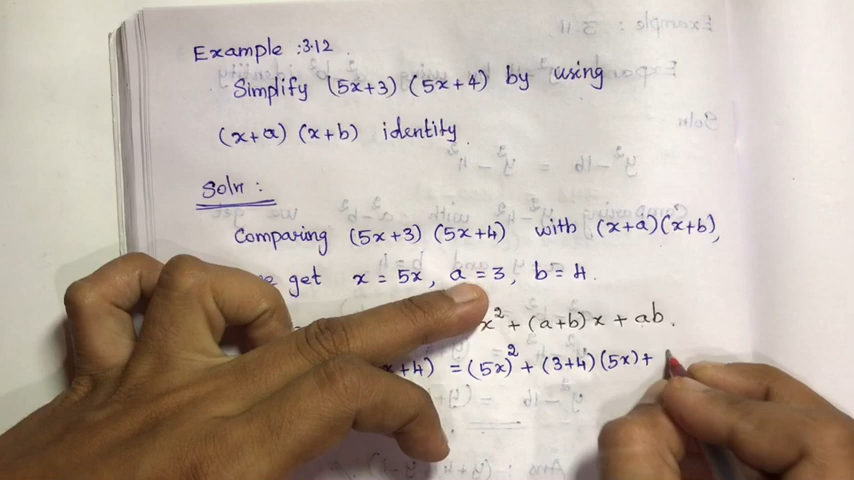 Example :3.12.
Simplify (5x+3) (5x+4) by using
(x+a) (x+b) identity.
Soln :
Comparing (5x+3) (5x+4) with (x+a)(x+b),
get x = 5x, a = 3, b = 4.
x² + (a+b) x + ab.
x+4) = (5x)² + (3+4) (5x) +